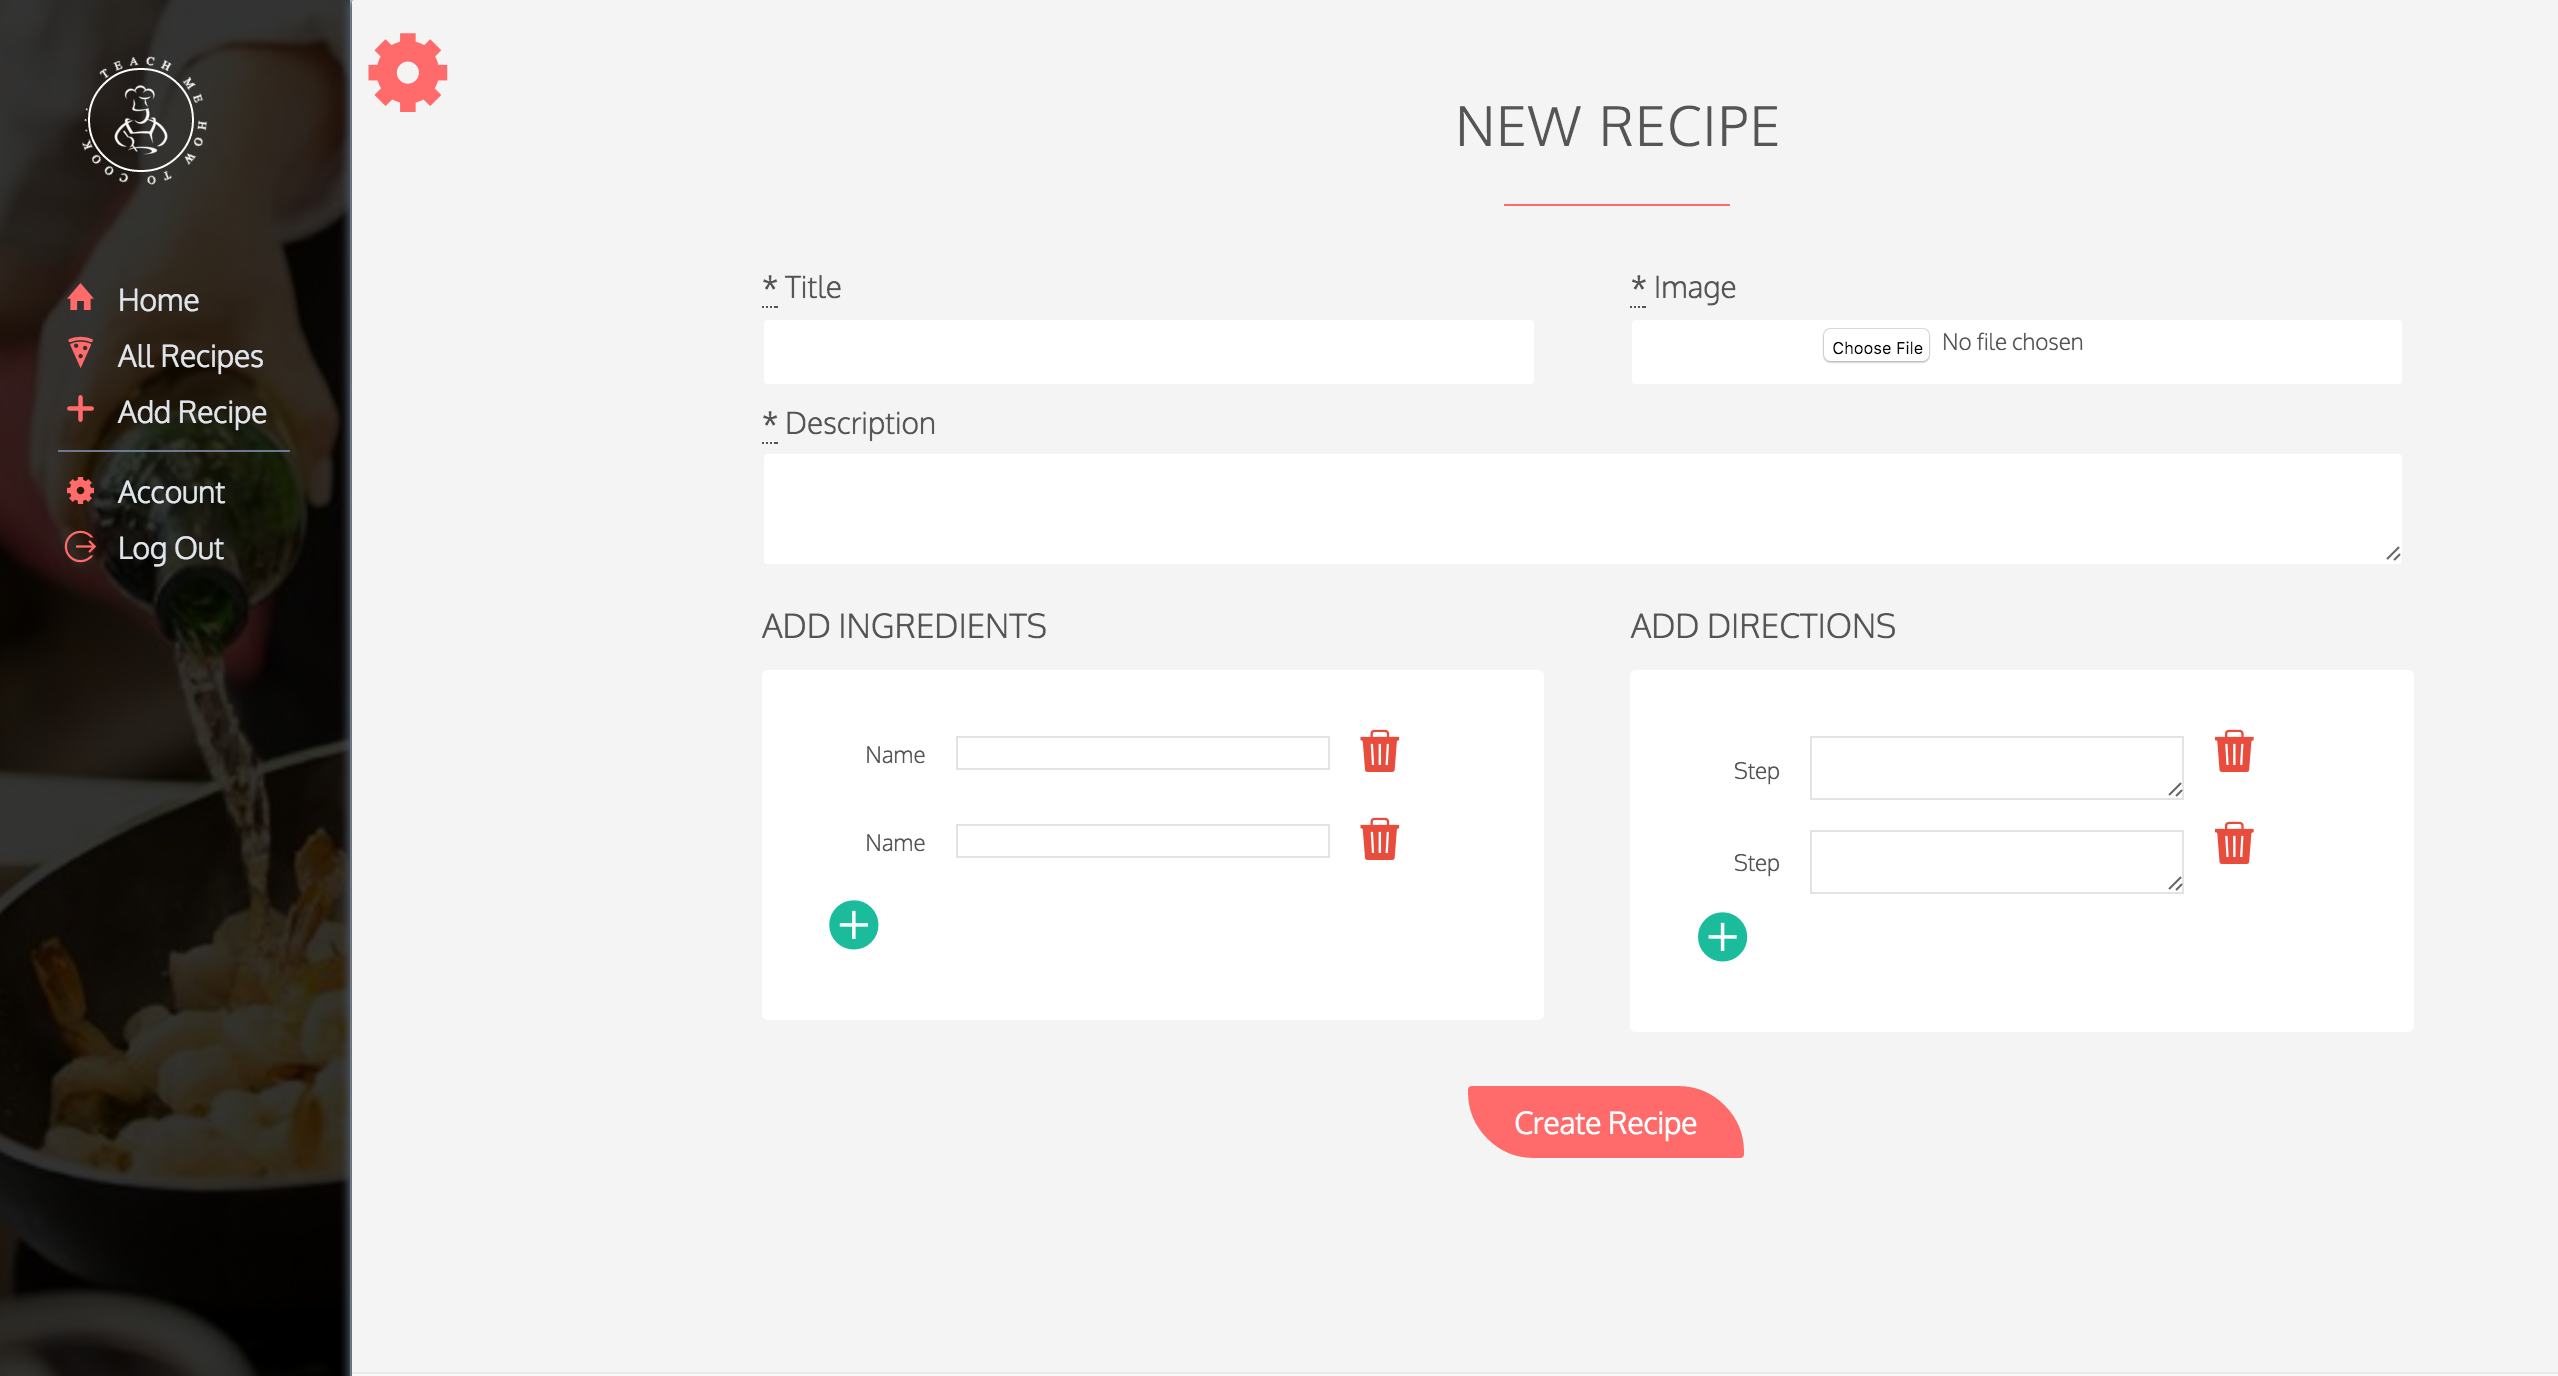 TEACH ME HOW TO COOK....
Home
All Recipes
Add Recipe
Account
Log Out
NEW RECIPE
* Title
* Image
Choose File No file chosen
* Description
ADD INGREDIENTS
ADD DIRECTIONS
Name
Name
Step
Step
Create Recipe